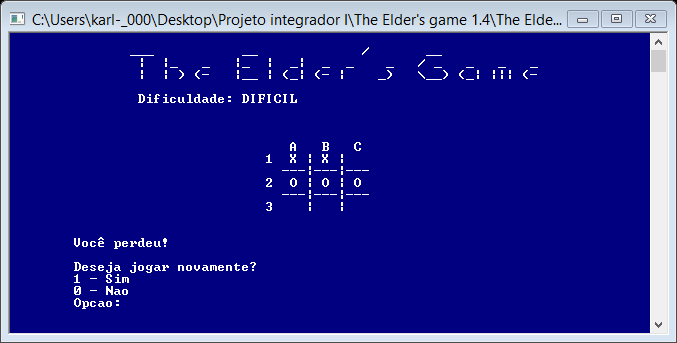 C:\Users\karl-_000\Desktop\Projeto integrador I\The Elder's game 1.4\The Elde...
The Elder's Game
Dificuldade: DIFICIL
A B C
1 X | X |
---|---|---
2 O | O | O
---|---|---
3 | |
Você perdeu!
Deseja jogar novamente?
1 - Sim
0 - Nao
Opcao: